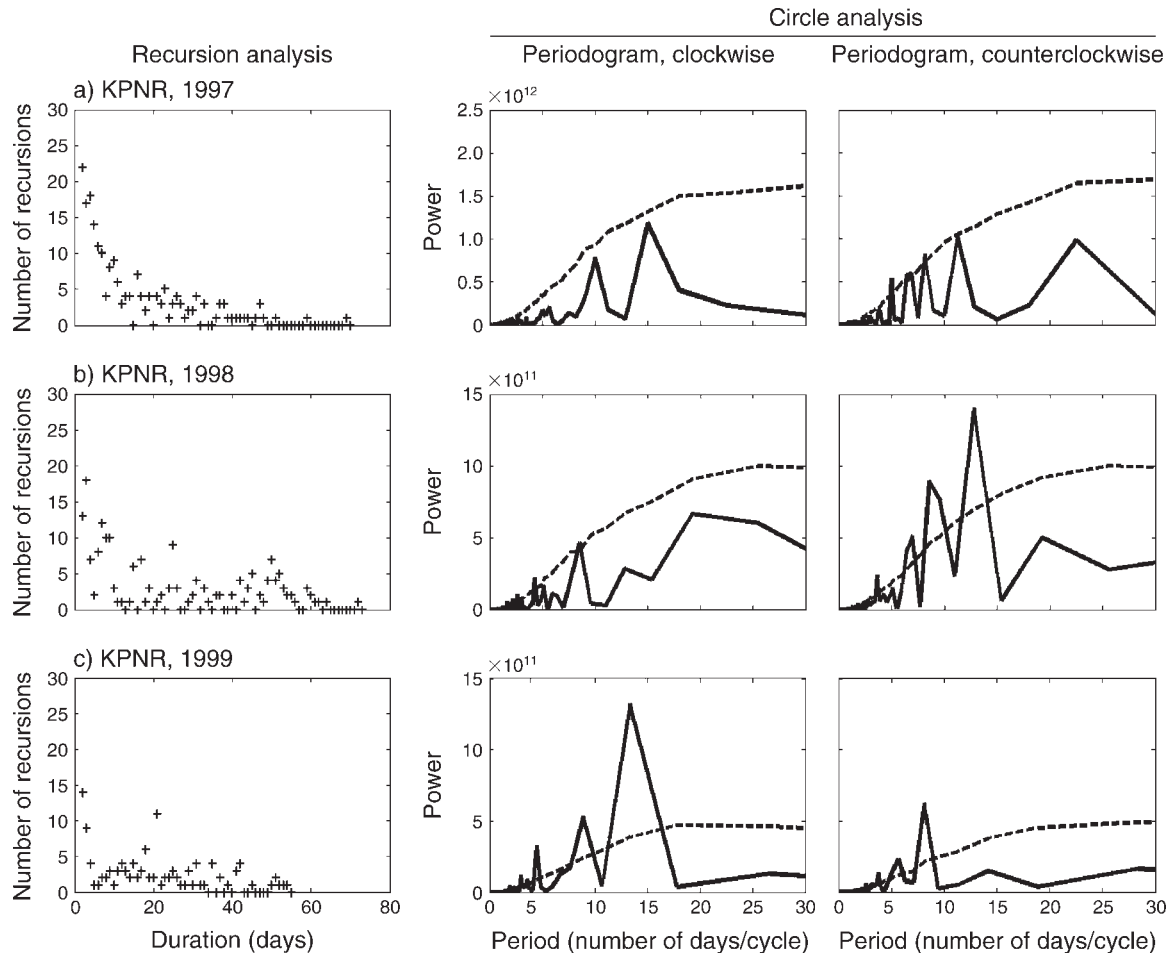 Circle analysis
Recursion analysis
Periodogram, clockwise
Periodogram, counterclockwise
a) KPNR, 1997
Number of recursions
30
25
20
15
10
5
0
×10¹²
Power
2.5
2.0
1.5
1.0
0.5
0
b) KPNR, 1998
Number of recursions
30
25
20
15
10
5
0
×10¹¹
Power
15
10
5
0
c) KPNR, 1999
Number of recursions
30
25
20
15
10
5
0
×10¹¹
Power
15
10
5
0
0 20 40 60 80
0 5 10 15 20 25 30
0 5 10 15 20 25 30
Duration (days)
Period (number of days/cycle)
Period (number of days/cycle)